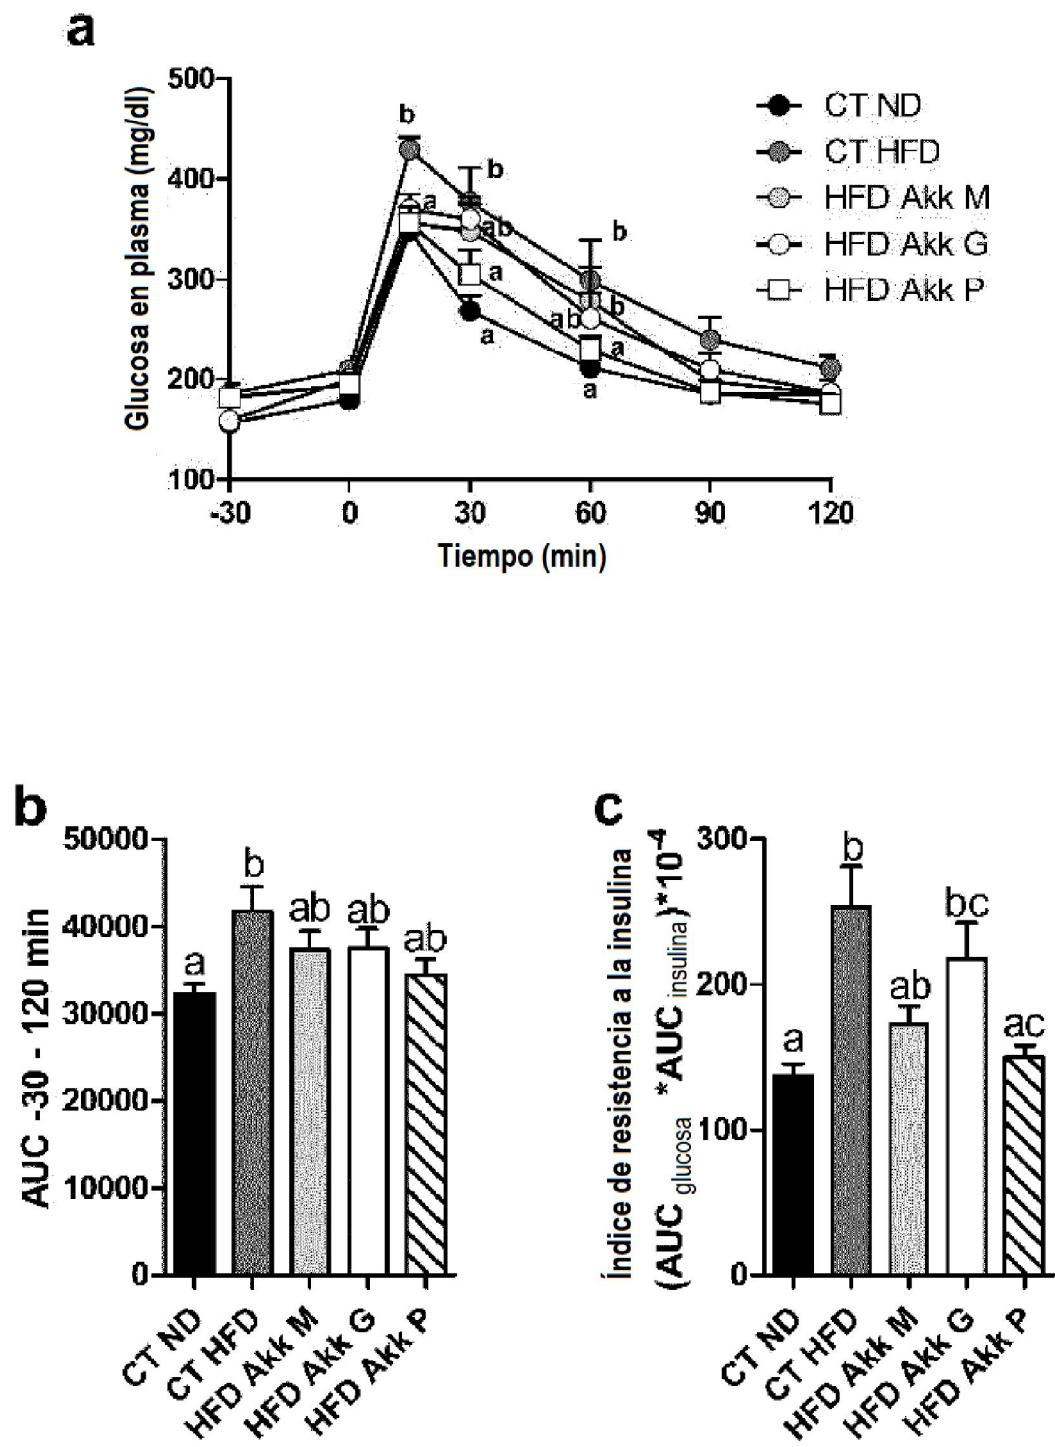 a
Glucosa en plasma (mg/dl)
500
400
300
200
100
-30
0
30
60
90
120
Tiempo (min)
b
b
a
ab
a
a
b
b
ab
a
a
CT ND
CT HFD
HFD Akk M
HFD Akk G
HFD Akk P
b
AUC -30 - 120 min
50000
40000
30000
20000
10000
0
a
b
ab
ab
ab
CT ND
CT HFD
HFD Akk M
HFD Akk G
HFD Akk P
c
Índice de resistencia a la insulina
(AUC glucosa *AUC insulina)*10-4
300
200
100
0
a
b
ab
bc
ac
CT ND
CT HFD
HFD Akk M
HFD Akk G
HFD Akk P